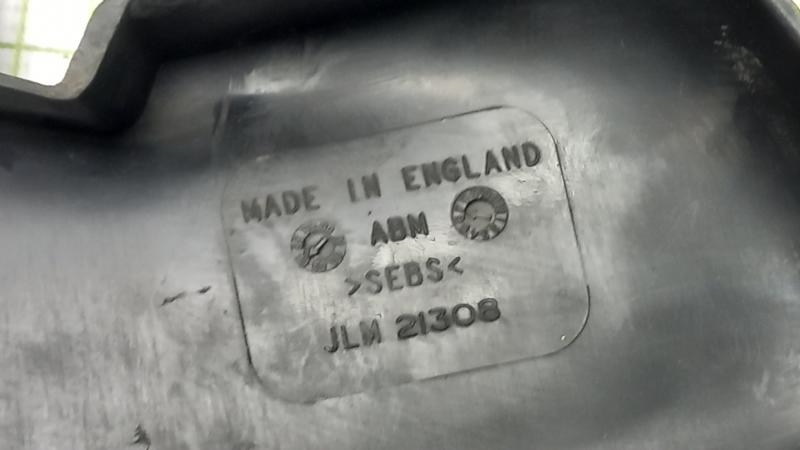 MADE IN ENGLAND
ABM
>SEBS<
JLM 21308